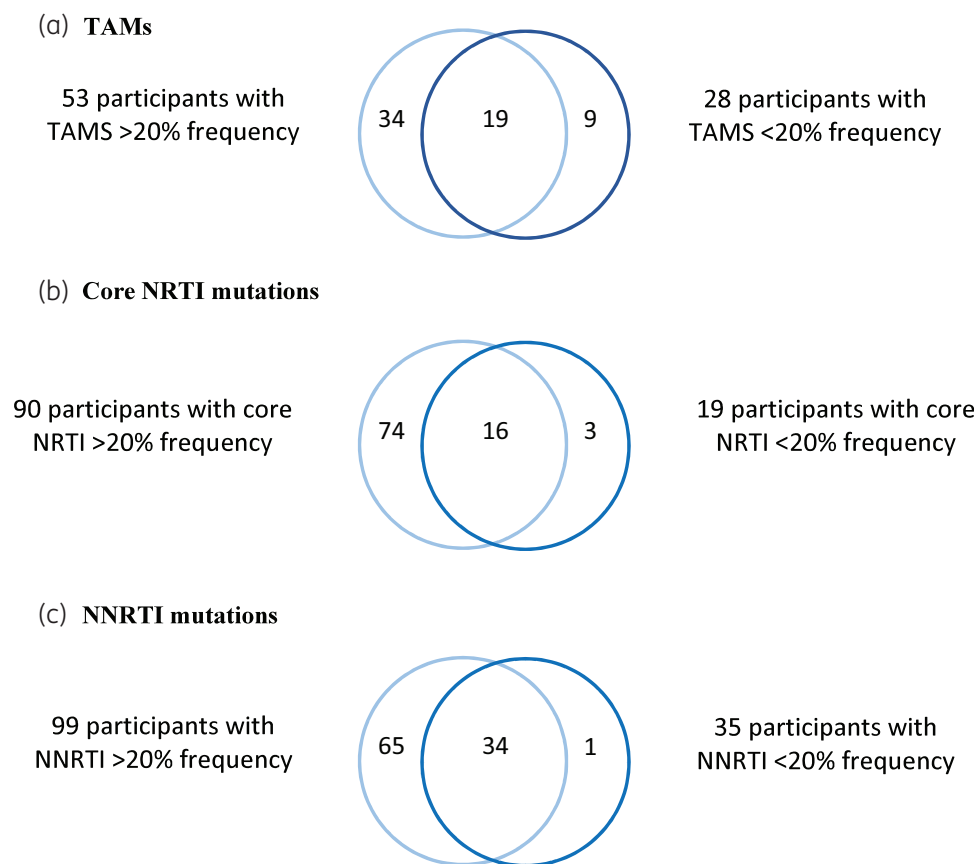 (a) TAMs
53 participants with
TAMS >20% frequency
34
19
9
28 participants with
TAMS <20% frequency
(b) Core NRTI mutations
90 participants with core
NRTI >20% frequency
74
16
3
19 participants with core
NRTI <20% frequency
(c) NNRTI mutations
99 participants with
NNRTI >20% frequency
65
34
1
35 participants with
NNRTI <20% frequency